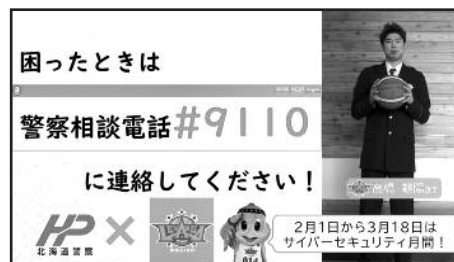 困ったときは
警察相談電話#9110
に連絡してください！
HP
北海道警察
×
2月1日から3月18日は
サイバーセキュリティ月間！